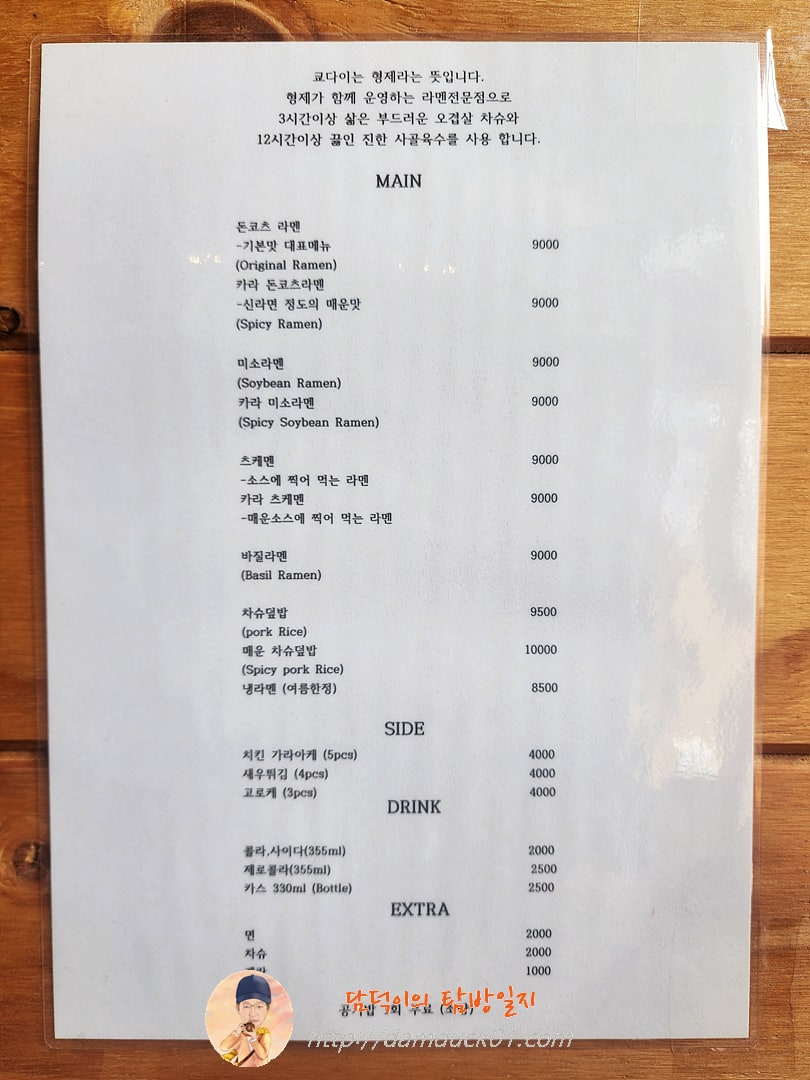 쿄다이는 형제라는 뜻입니다.
형제가 함께 운영하는 라멘전문점으로
3시간이상 삶은 부드러운 오겹살 차슈와
12시간이상 끓인 진한 사골육수를 사용 합니다.
MAIN
돈코츠 라멘
-기본맛 대표메뉴 9000
(Original Ramen)
카라 돈코츠라멘
-신라면 정도의 매운맛 9000
(Spicy Ramen)
미소라멘 9000
(Soybean Ramen)
카라 미소라멘 9000
(Spicy Soybean Ramen)
츠케멘 9000
-소스에 찍어 먹는 라멘
카라 츠케멘 9000
-매운소스에 찍어 먹는 라멘
바질라멘 9000
(Basil Ramen)
차슈덮밥 9500
(pork Rice)
매운 차슈덮밥 10000
(Spicy pork Rice)
냉라멘 (여름한정) 8500
SIDE
치킨 가라아케 (5pcs) 4000
새우튀김 (4pcs) 4000
고로케 (3pcs) 4000
DRINK
콜라,사이다(355ml) 2000
제로콜라(355ml) 2500
카스 330ml (Bottle) 2500
EXTRA
면 2000
차슈 2000
1000
담덕이의 탐방일지
무료
http://damduck01.com